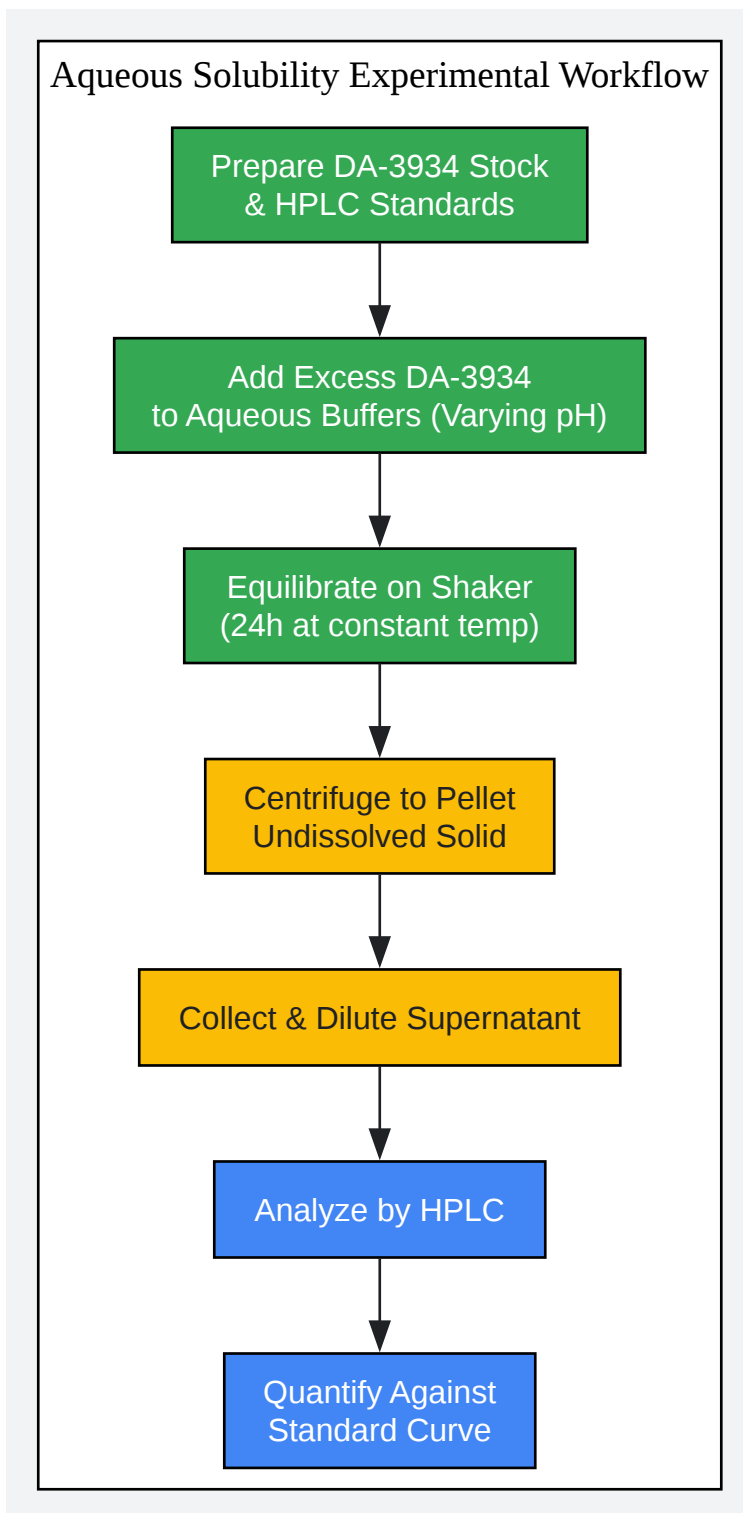 Aqueous Solubility Experimental Workflow
Prepare DA-3934 Stock
& HPLC Standards
Add Excess DA-3934
to Aqueous Buffers (Varying pH)
Equilibrate on Shaker
(24h at constant temp)
Centrifuge to Pellet
Undissolved Solid
Collect & Dilute Supernatant
Analyze by HPLC
Quantify Against
Standard Curve